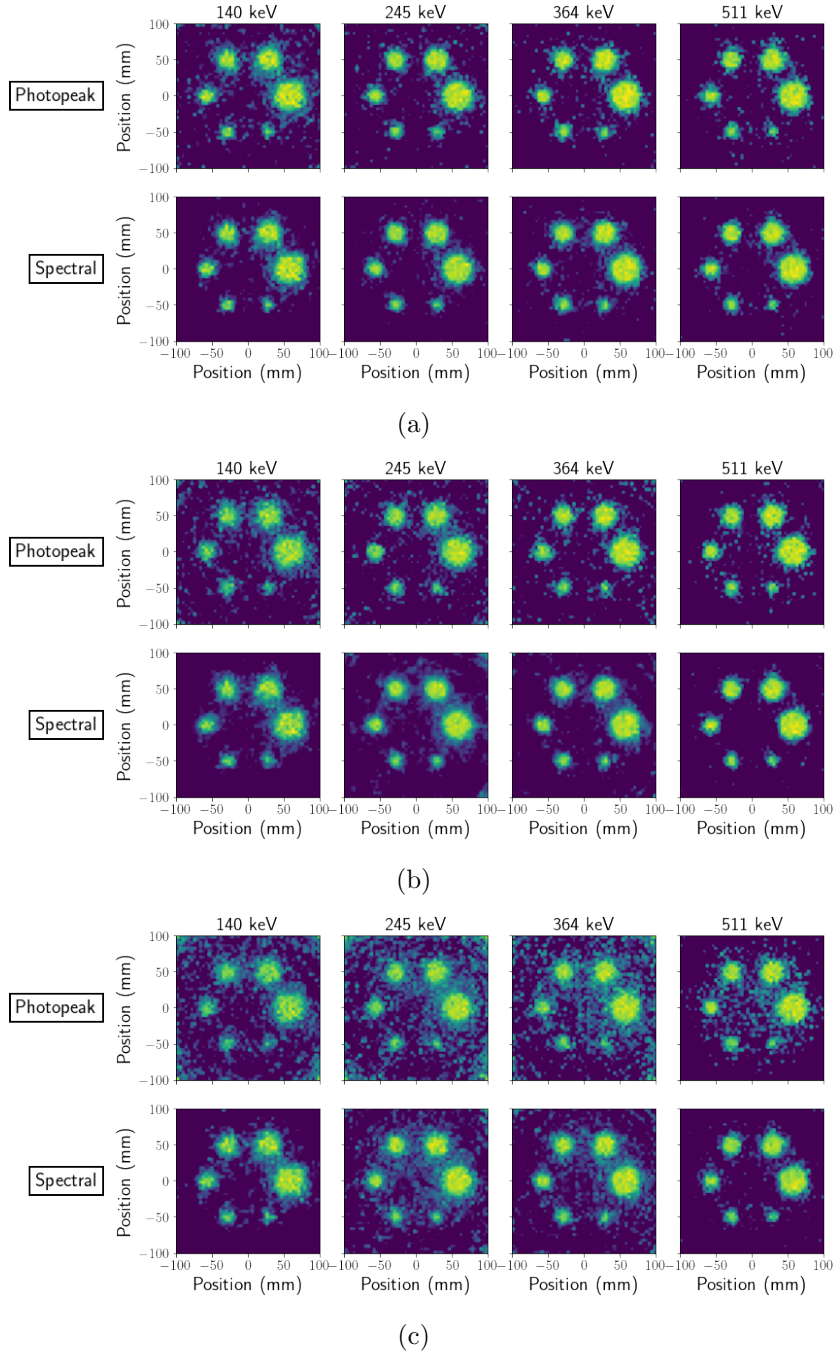 140 keV 245 keV 364 keV 511 keV
100
50
Photopeak
Position (mm)
0
−50
−100
100
50
Spectral
Position (mm)
0
−50
−100
−100 −50 0 50 100 −100 −50 0 50 100 −100 −50 0 50 100 −100 −50 0 50 100
Position (mm) Position (mm) Position (mm) Position (mm)
(a)
140 keV 245 keV 364 keV 511 keV
100
50
Photopeak
Position (mm)
0
−50
−100
100
50
Spectral
Position (mm)
0
−50
−100
−100 −50 0 50 100 −100 −50 0 50 100 −100 −50 0 50 100 −100 −50 0 50 100
Position (mm) Position (mm) Position (mm) Position (mm)
(b)
140 keV 245 keV 364 keV 511 keV
100
50
Photopeak
Position (mm)
0
−50
−100
100
50
Spectral
Position (mm)
0
−50
−100
−100 −50 0 50 100 −100 −50 0 50 100 −100 −50 0 50 100 −100 −50 0 50 100
Position (mm) Position (mm) Position (mm) Position (mm)
(c)